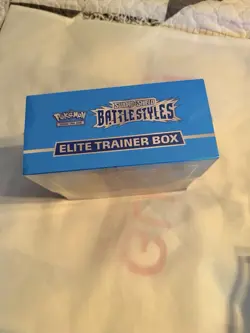 Pokémon
SWORD & SHIELD
BATTLE STYLES
ELITE TRAINER BOX